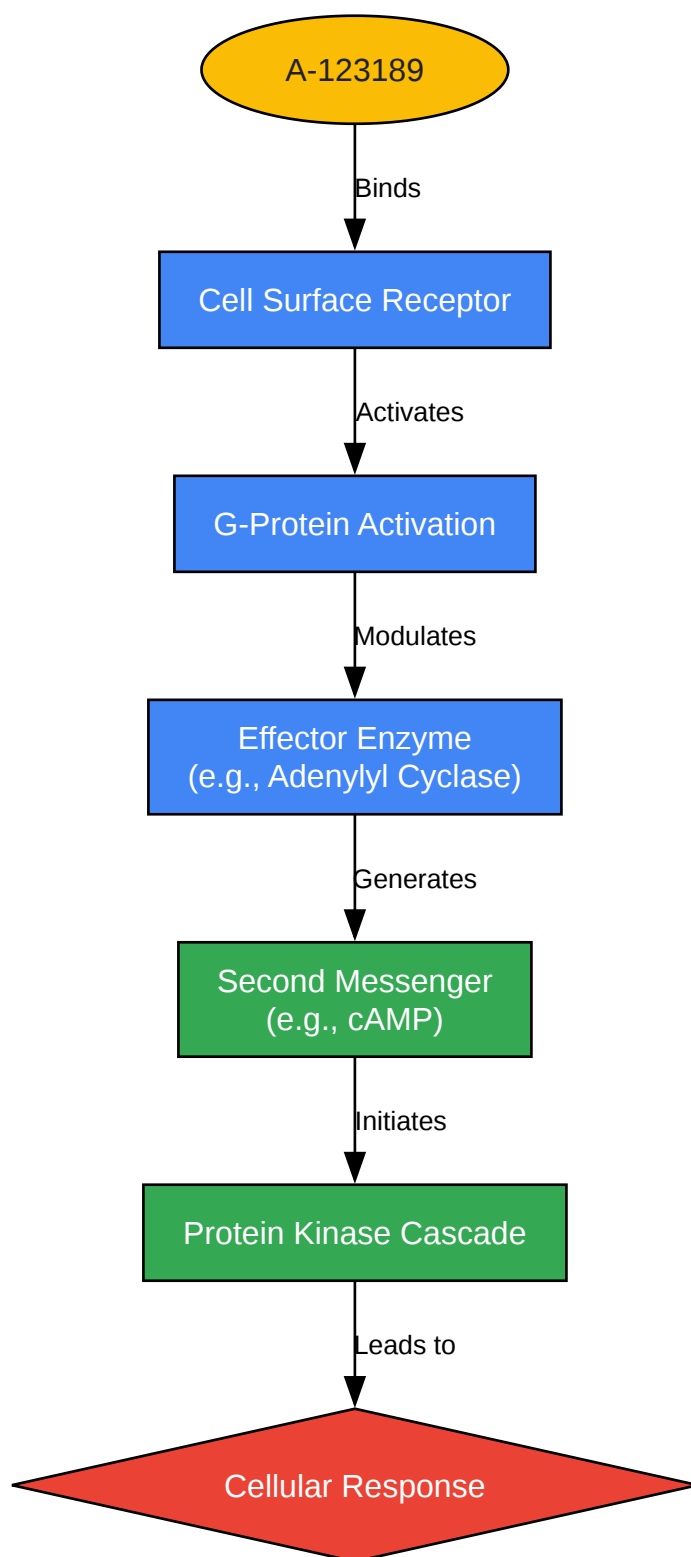 A-123189
Binds
Cell Surface Receptor
Activates
G-Protein Activation
Modulates
Effector Enzyme
(e.g., Adenylyl Cyclase)
Generates
Second Messenger
(e.g., cAMP)
Initiates
Protein Kinase Cascade
Leads to
Cellular Response